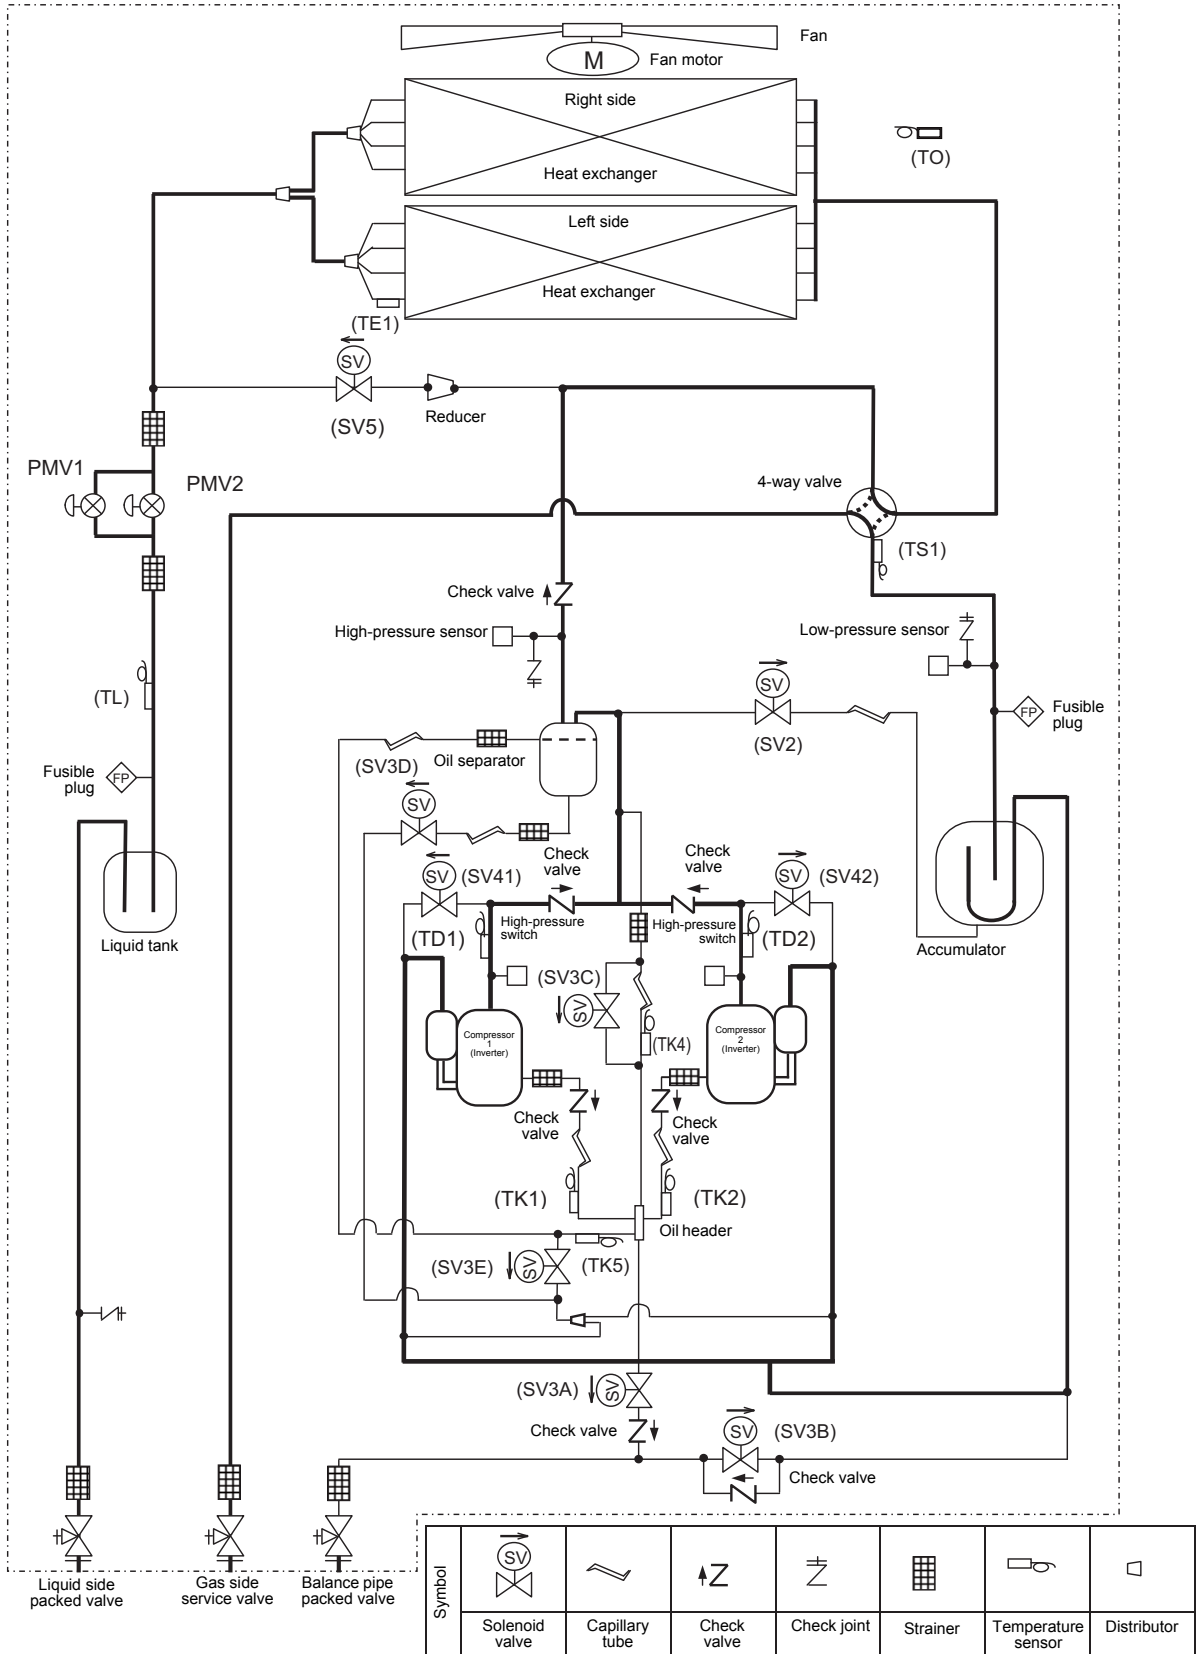 Fan
M
Fan motor
Right side
Heat exchanger
(TO)
Left side
Heat exchanger
(TE1)
SV
(SV5)
Reducer
PMV1
PMV2
4-way valve
(TS1)
Check valve
High-pressure sensor
Low-pressure sensor
(TL)
SV
(SV2)
FP
Fusible
plug
(SV3D)
Oil separator
Fusible
plug
FP
SV
Check
valve
Check
valve
SV
(SV41)
SV
(SV42)
High-pressure
switch
High-pressure
switch
(TD1)
(TD2)
Liquid tank
Accumulator
(SV3C)
SV
(TK4)
Compressor
1
(Inverter)
Compressor
2
(Inverter)
Check
valve
Check
valve
(TK1)
(TK2)
Oil header
(SV3E)
SV
(TK5)
(SV3A)
SV
Check valve
SV
(SV3B)
Check valve
Liquid side
packed valve
Gas side
service valve
Balance pipe
packed valve
Symbol
SV
Solenoid
valve
Capillary
tube
Check
valve
Check joint
Strainer
Temperature
sensor
Distributor